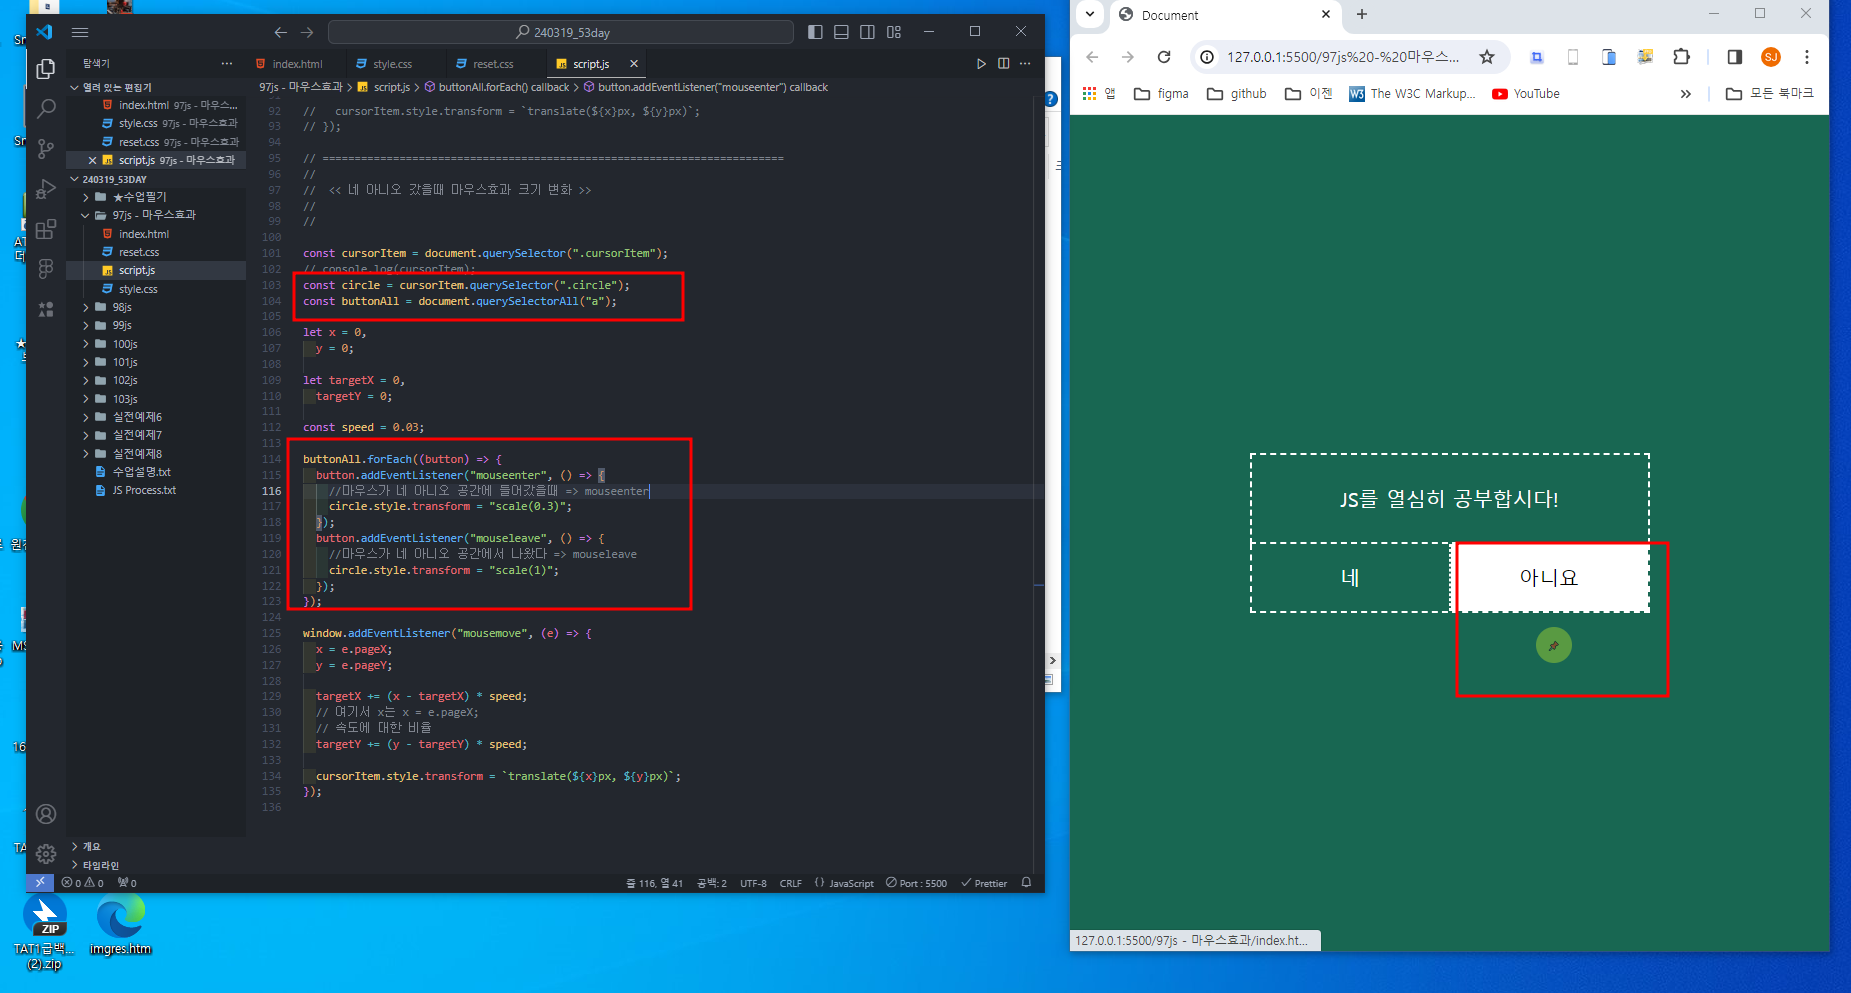 240319_53day
탐색기
index.html
style.css
reset.css
script.js
열려 있는 편집기
index.html 97js - 마우스...
style.css 97js - 마우스효과
reset.css 97js - 마우스효과
script.js 97js - 마우스효과
240319_53DAY
★수업필기
97js - 마우스효과
index.html
reset.css
script.js
style.css
98js
99js
100js
101js
102js
103js
실전예제6
실전예제7
실전예제8
수업설명.txt
JS Process.txt
개요
타임라인
97js - 마우스효과 > script.js > buttonAll.forEach() callback > button.addEventListener("mouseenter") callback
92 //   cursorItem.style.transform = `translate(${x}px, ${y}px)`;
93 // });
94
95 // ========================================================================
96 //
97 //  << 네 아니오 갔을때 마우스효과 크기 변화 >>
98 //
99 //
100
101 const cursorItem = document.querySelector(".cursorItem");
102 // console.log(cursorItem);
103 const circle = cursorItem.querySelector(".circle");
104 const buttonAll = document.querySelectorAll("a");
105
106 let x = 0,
107   y = 0;
108
109 let targetX = 0,
110   targetY = 0;
111
112 const speed = 0.03;
113
114 buttonAll.forEach((button) => {
115   button.addEventListener("mouseenter", () => {
116     //마우스가 네 아니오 공간에 들어갔을때 => mouseenter
117     circle.style.transform = "scale(0.3)";
118   });
119   button.addEventListener("mouseleave", () => {
120     //마우스가 네 아니오 공간에서 나왔다 => mouseleave
121     circle.style.transform = "scale(1)";
122   });
123 });
124
125 window.addEventListener("mousemove", (e) => {
126   x = e.pageX;
127   y = e.pageY;
128
129   targetX += (x - targetX) * speed;
130   // 여기서 x는 x = e.pageX;
131   // 속도에 대한 비율
132   targetY += (y - targetY) * speed;
133
134   cursorItem.style.transform = `translate(${x}px, ${y}px)`;
135 });
136
0 0 0
줄 116, 열 41 공백: 2 UTF-8 CRLF {} JavaScript Port : 5500 Prettier
Document
127.0.0.1:5500/97js%20-%20마우스...
SJ
앱 figma github 이젠 W3 The W3C Markup... YouTube » 모든 북마크
JS를 열심히 공부합시다!
네
아니요
127.0.0.1:5500/97js - 마우스효과/index.ht...
ZIP
TAT1급백...
(2).zip
imgres.htm